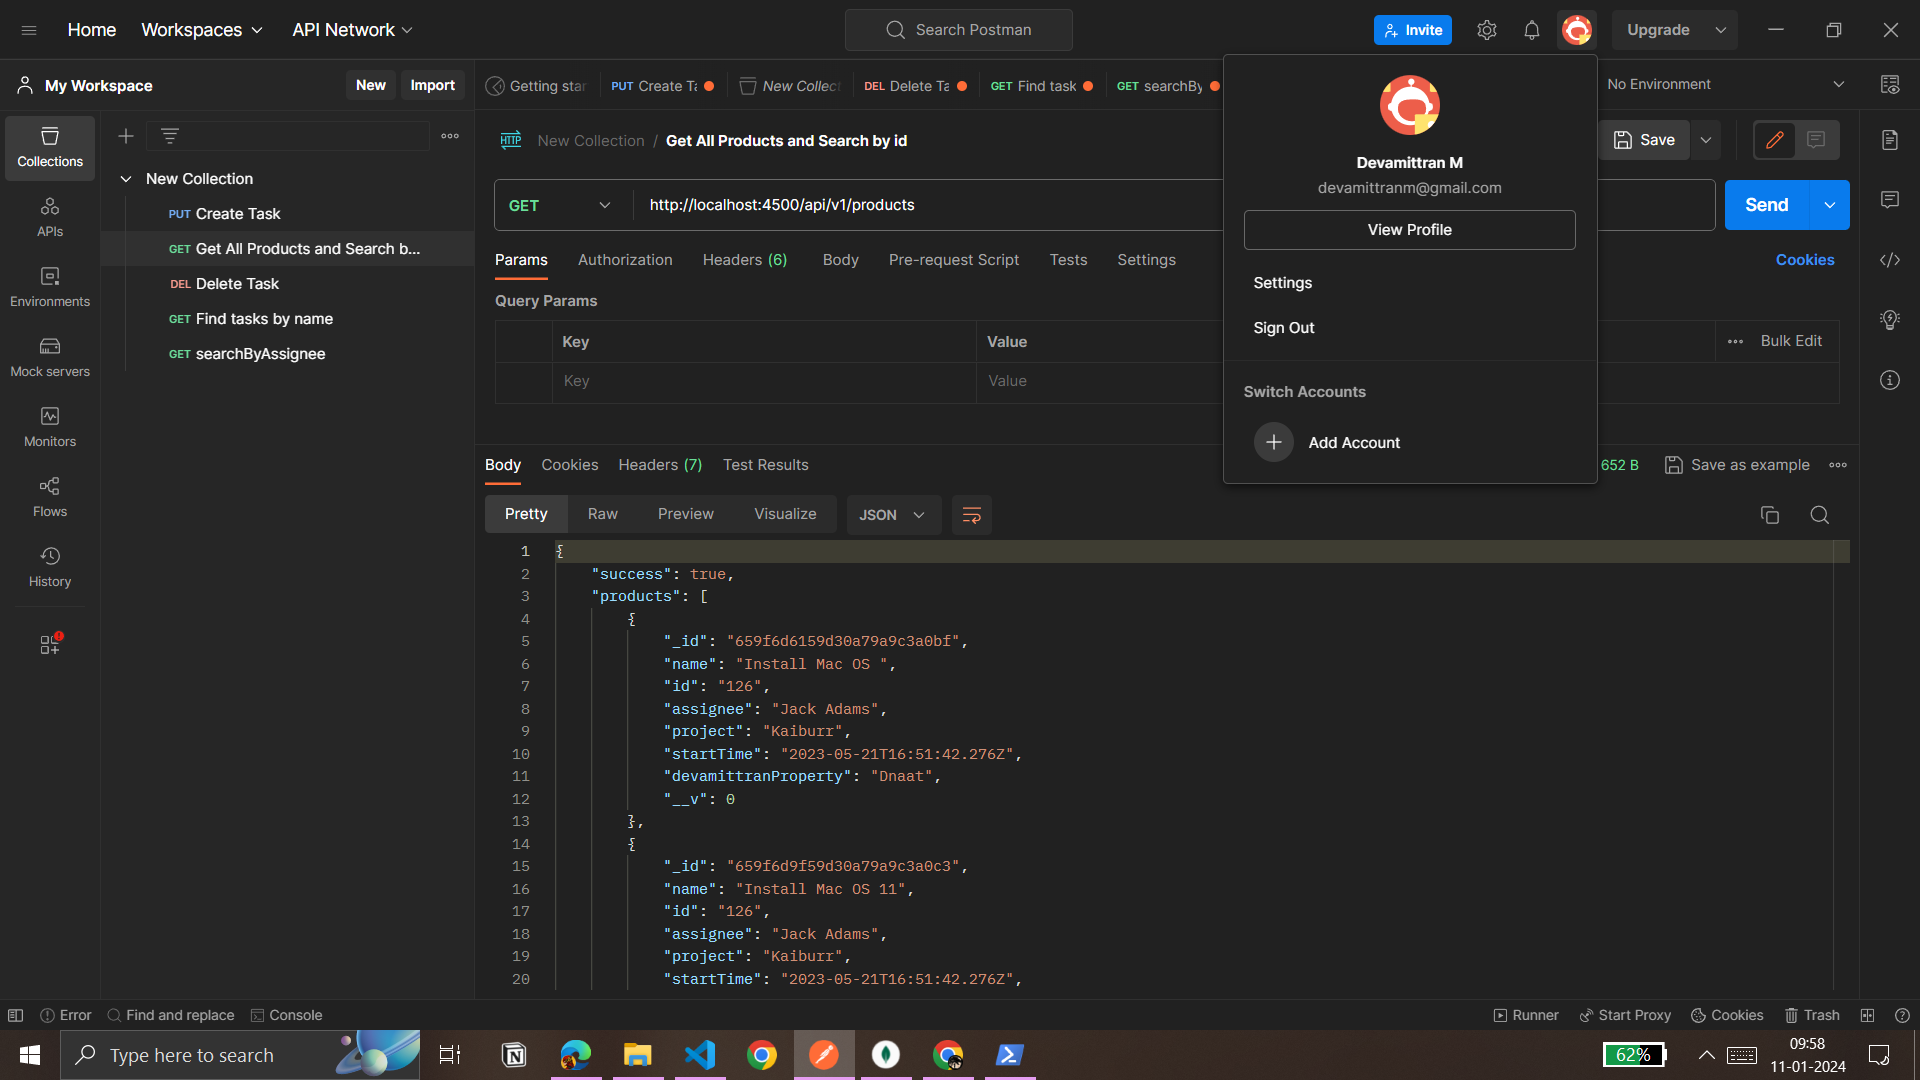 Home Workspaces API Network Search Postman Invite Upgrade
My Workspace New Import
Getting star PUT Create Ta New Collect DEL Delete Ta GET Find task GET searchBy No Environment
Collections
APIs
Environments
Mock servers
Monitors
Flows
History
New Collection
PUT Create Task
GET Get All Products and Search b...
DEL Delete Task
GET Find tasks by name
GET searchByAssignee
HTTP New Collection / Get All Products and Search by id Save
GET http://localhost:4500/api/v1/products Send
Params Authorization Headers (6) Body Pre-request Script Tests Settings Cookies
Query Params
Key Value Bulk Edit
Key Value
Devamittran M
devamittranm@gmail.com
View Profile
Settings
Sign Out
Switch Accounts
Add Account
Body Cookies Headers (7) Test Results 652 B Save as example
Pretty Raw Preview Visualize JSON
1 {
2 "success": true,
3 "products": [
4 {
5 "_id": "659f6d6159d30a79a9c3a0bf",
6 "name": "Install Mac OS ",
7 "id": "126",
8 "assignee": "Jack Adams",
9 "project": "Kaiburr",
10 "startTime": "2023-05-21T16:51:42.276Z",
11 "devamittranProperty": "Dnaat",
12 "__v": 0
13 },
14 {
15 "_id": "659f6d9f59d30a79a9c3a0c3",
16 "name": "Install Mac OS 11",
17 "id": "126",
18 "assignee": "Jack Adams",
19 "project": "Kaiburr",
20 "startTime": "2023-05-21T16:51:42.276Z",
Error Find and replace Console Runner Start Proxy Cookies Trash
Type here to search 62% 09:58
11-01-2024